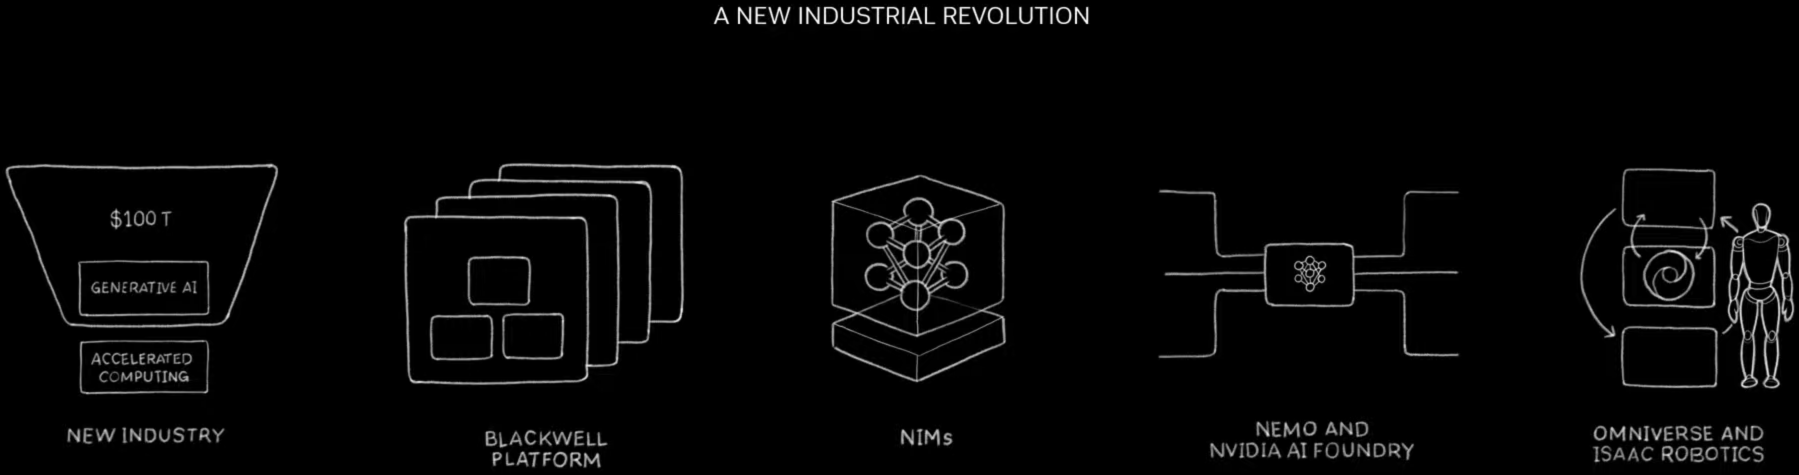 A NEW INDUSTRIAL REVOLUTION
$100 T
GENERATIVE AI
ACCELERATED
COMPUTING
NEW INDUSTRY
BLACKWELL
PLATFORM
NIMs
NEMO AND
NVIDIA AI FOUNDRY
OMNIVERSE AND
ISAAC ROBOTICS